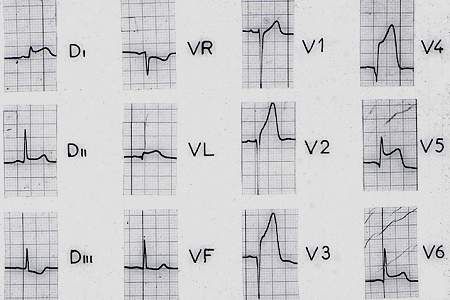 DI VR V1 V4
DII VL V2 V5
DIII VF V3 V6